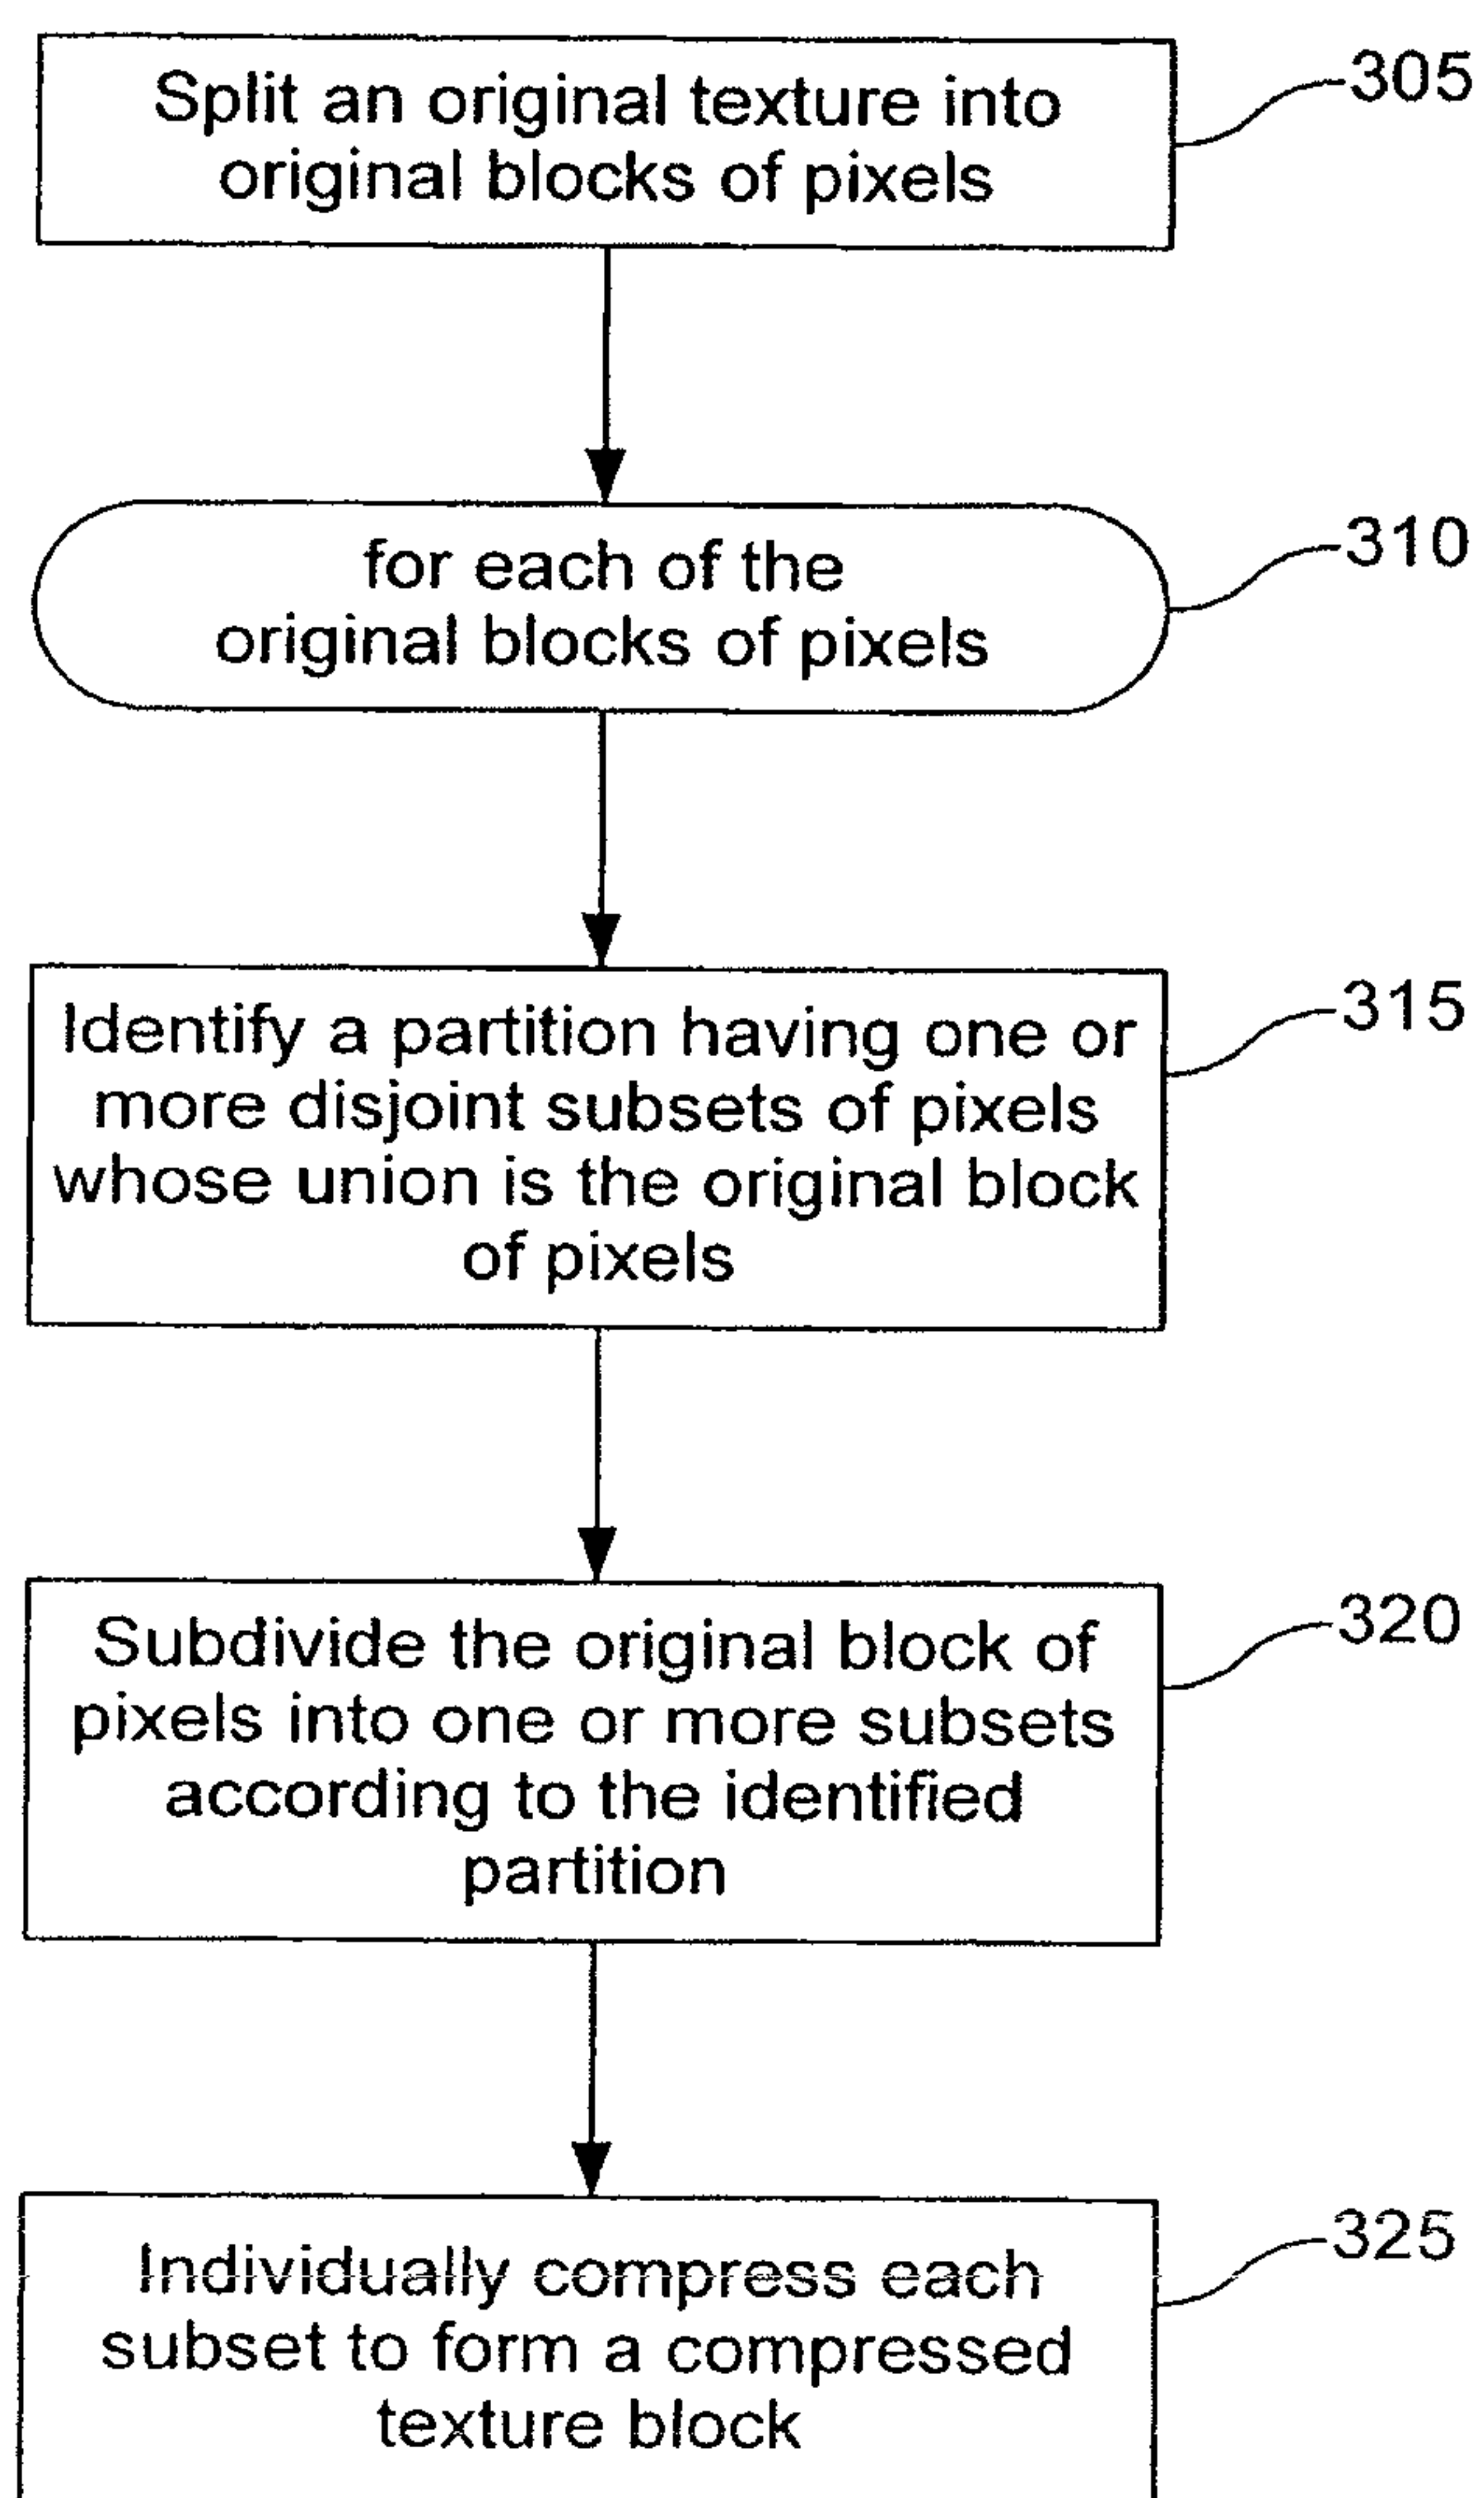 Split an original texture into
original blocks of pixels
305
for each of the
original blocks of pixels
310
Identify a partition having one or
more disjoint subsets of pixels
whose union is the original block
of pixels
315
Subdivide the original block of
pixels into one or more subsets
according to the identified
partition
320
Individually compress each
subset to form a compressed
texture block
325